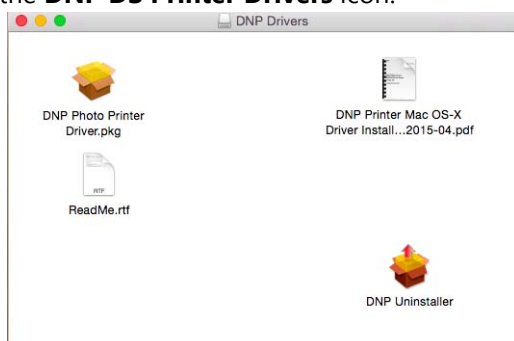 the DNP DS Printer Drivers icon.
DNP Drivers
DNP Photo Printer
Driver.pkg
DNP Printer Mac OS-X
Driver Install...2015-04.pdf
RTF
ReadMe.rtf
DNP Uninstaller